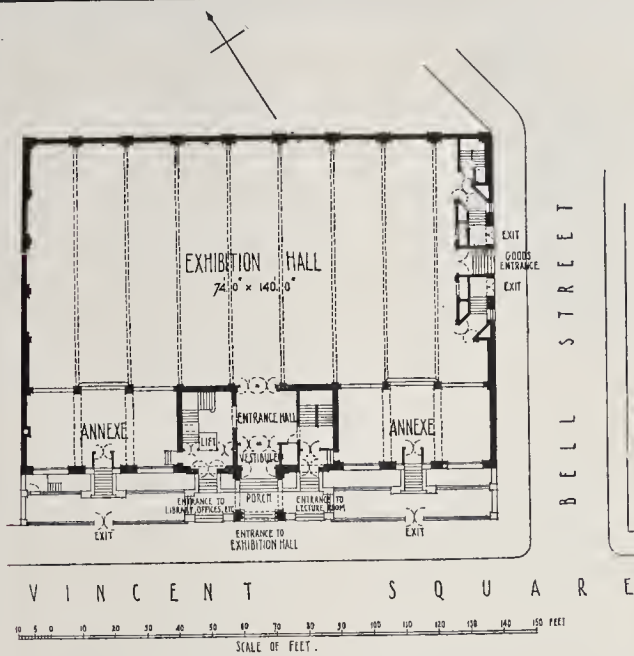 EXHIBITION HALL
74'.0" × 140'.0"
EXIT
GOODS
ENTRANCE
EXIT
BELL STREET
ANNEXE
LIFT
ENTRANCE HALL
VESTIBULE
ANNEXE
ENTRANCE TO
LIBRARY, OFFICES, ETC
PORCH
ENTRANCE TO
LECTURE ROOM
EXIT
ENTRANCE TO
EXHIBITION HALL
EXIT
VINCENT SQUARE
10 5 0 10 20 30 40 50 60 70 80 90 100 110 120 130 140 150 FEET
SCALE OF FEET.